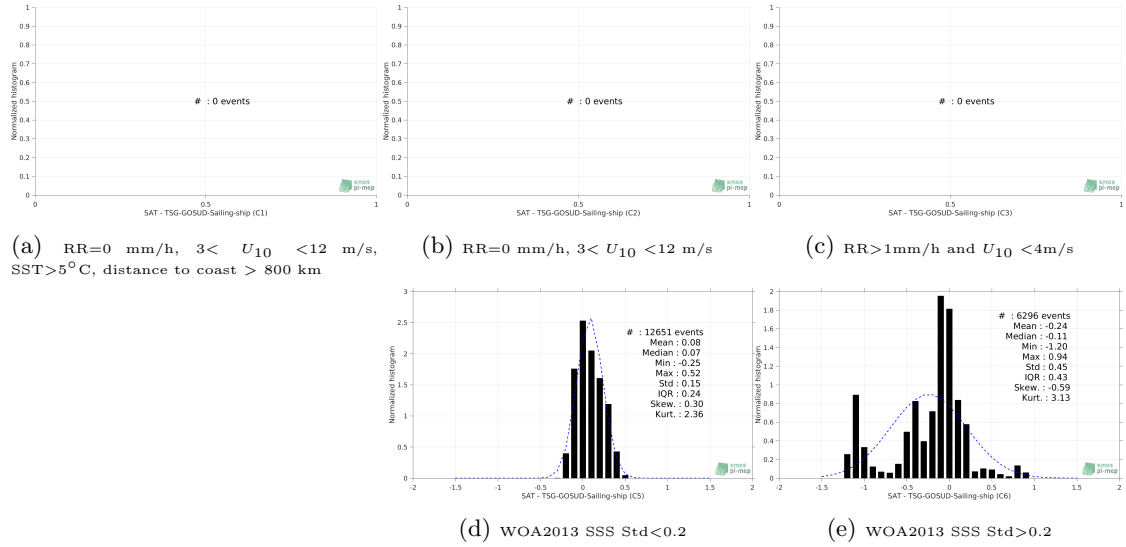 1
0.9
0.8
0.7
0.6
0.5
0.4
0.3
0.2
0.1
0
Normalized histogram
# : 0 events
smos
pi-mep
0 0.5 1
SAT - TSG-GOSUD-Sailing-ship (C1)
(a) RR=0 mm/h, 3< U10 <12 m/s,
SST>5°C, distance to coast > 800 km
1
0.9
0.8
0.7
0.6
0.5
0.4
0.3
0.2
0.1
0
Normalized histogram
# : 0 events
smos
pi-mep
0 0.5 1
SAT - TSG-GOSUD-Sailing-ship (C2)
(b) RR=0 mm/h, 3< U10 <12 m/s
1
0.9
0.8
0.7
0.6
0.5
0.4
0.3
0.2
0.1
0
Normalized histogram
# : 0 events
smos
pi-mep
0 0.5 1
SAT - TSG-GOSUD-Sailing-ship (C3)
(c) RR>1mm/h and U10 <4m/s
3
2.5
2
1.5
1
0.5
0
Normalized histogram
# : 12651 events
Mean : 0.08
Median : 0.07
Min : -0.25
Max : 0.52
Std : 0.15
IQR : 0.24
Skew. : 0.30
Kurt. : 2.36
smos
pi-mep
-2 -1.5 -1 -0.5 0 0.5 1 1.5 2
SAT - TSG-GOSUD-Sailing-ship (C5)
(d) WOA2013 SSS Std<0.2
2
1.8
1.6
1.4
1.2
1
0.8
0.6
0.4
0.2
0
Normalized histogram
# : 6296 events
Mean : -0.24
Median : -0.11
Min : -1.20
Max : 0.94
Std : 0.45
IQR : 0.43
Skew. : -0.59
Kurt. : 3.13
smos
pi-mep
-2 -1.5 -1 -0.5 0 0.5 1 1.5 2
SAT - TSG-GOSUD-Sailing-ship (C6)
(e) WOA2013 SSS Std>0.2